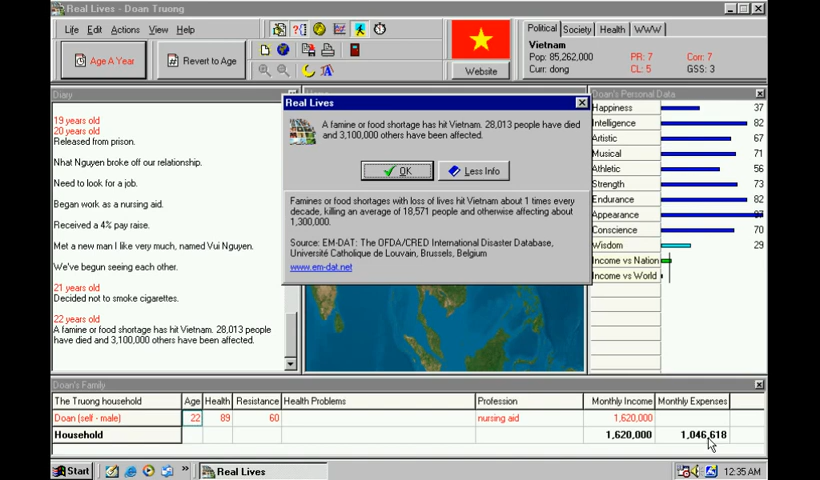 Real Lives - Doan Truong
Life Edit Actions View Help
Age A Year
Revert to Age
Website
Political Society Health WWW
Vietnam
Pop: 85,262,000 PR: 7 Corr: 7
Curr: dong CL: 5 GSS: 3
Diary
19 years old
20 years old
Released from prison.
Nhat Nguyen broke off our relationship.
Need to look for a job.
Began work as a nursing aid.
Received a 4% pay raise.
Met a new man I like very much, named Vui Nguyen.
We've begun seeing each other.
21 years old
Decided not to smoke cigarettes.
22 years old
A famine or food shortage has hit Vietnam. 28,013 people have died
and 3,100,000 others have been affected.
Real Lives
A famine or food shortage has hit Vietnam. 28,013 people have died
and 3,100,000 others have been affected.
OK
Less Info
Famines or food shortages with loss of lives hit Vietnam about 1 times every
decade, killing an average of 18,571 people and otherwise affecting about
1,300,000.
Source: EM-DAT: The OFDA/CRED International Disaster Database,
Université Catholique de Louvain, Brussels, Belgium
www.em-dat.net
Doan's Personal Data
Happiness 37
Intelligence 82
Artistic 67
Musical 71
Athletic 56
Strength 73
Endurance 82
Appearance 97
Conscience 70
Wisdom 29
Income vs Nation
Income vs World
Doan's Family
The Truong household Age Health Resistance Health Problems Profession Monthly Income Monthly Expenses
Doan (self - male) 22 89 60 nursing aid 1,620,000
Household 1,620,000 1,046,618
Start
Real Lives
12:35 AM